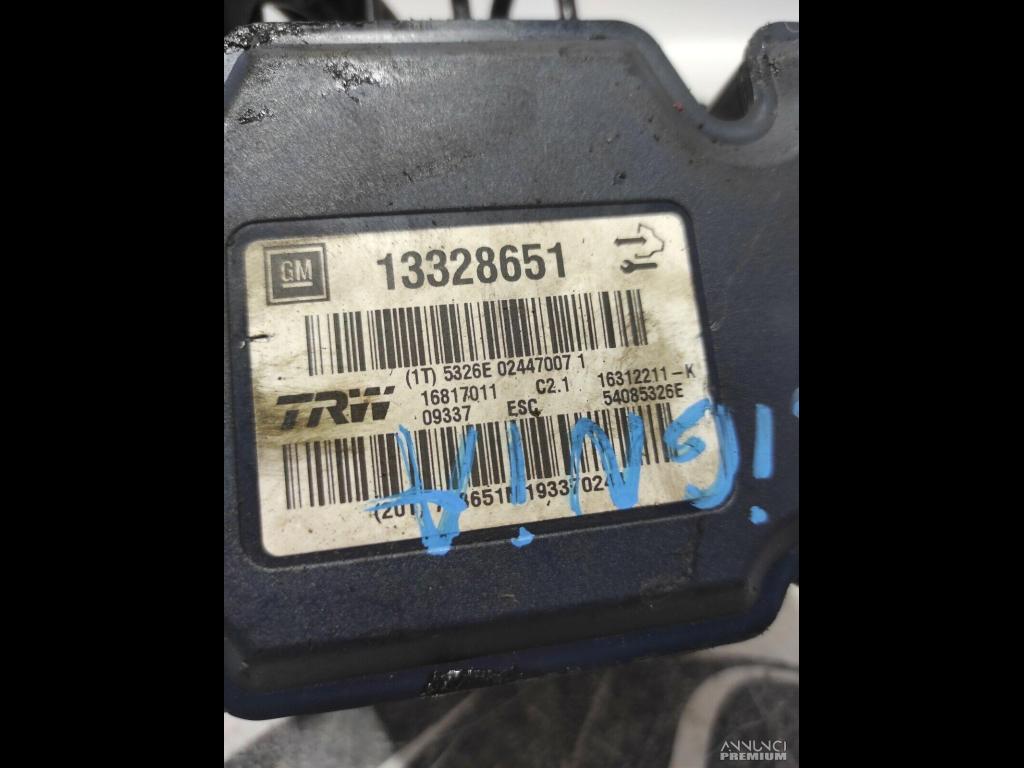 GM 13328651
(1T) 5326E 02447007 1
TRW 16817011 C2.1 16312211-K
09337 ESC 54085326E
INSI
ANNUNCI
PREMIUM